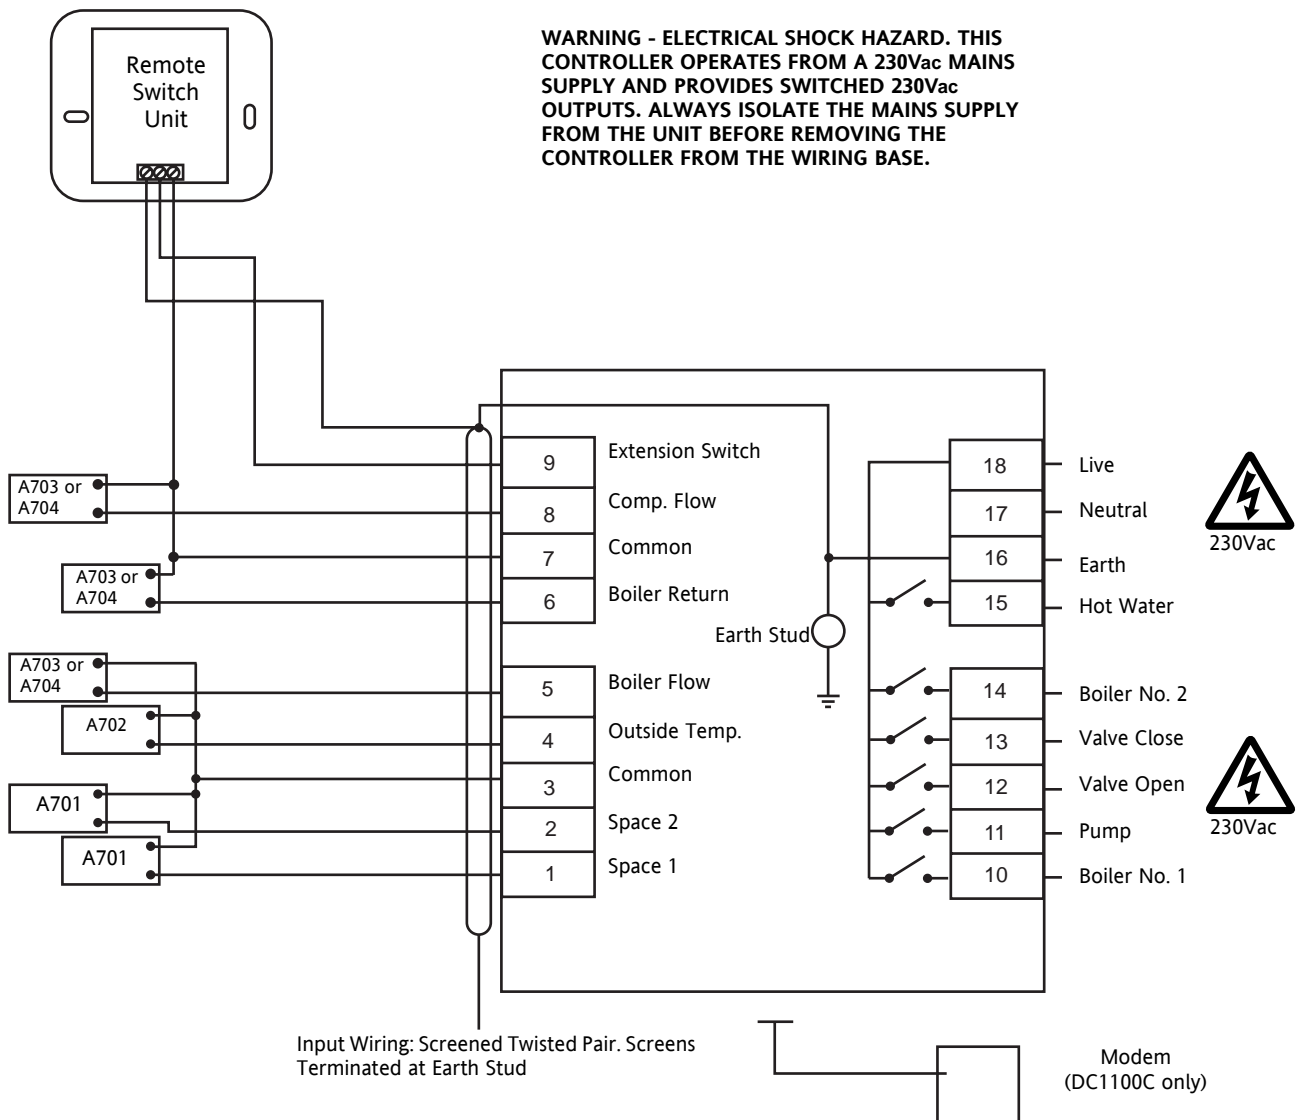 Remote
Switch
Unit
WARNING - ELECTRICAL SHOCK HAZARD. THIS
CONTROLLER OPERATES FROM A 230Vac MAINS
SUPPLY AND PROVIDES SWITCHED 230Vac
OUTPUTS. ALWAYS ISOLATE THE MAINS SUPPLY
FROM THE UNIT BEFORE REMOVING THE
CONTROLLER FROM THE WIRING BASE.
A703 or
A704
A703 or
A704
A703 or
A704
A702
A701
A701
9 Extension Switch
8 Comp. Flow
7 Common
6 Boiler Return
5 Boiler Flow
4 Outside Temp.
3 Common
2 Space 2
1 Space 1
Earth Stud
18 Live
17 Neutral
16 Earth
15 Hot Water
14 Boiler No. 2
13 Valve Close
12 Valve Open
11 Pump
10 Boiler No. 1
230Vac
230Vac
Input Wiring: Screened Twisted Pair. Screens
Terminated at Earth Stud
Modem
(DC1100C only)